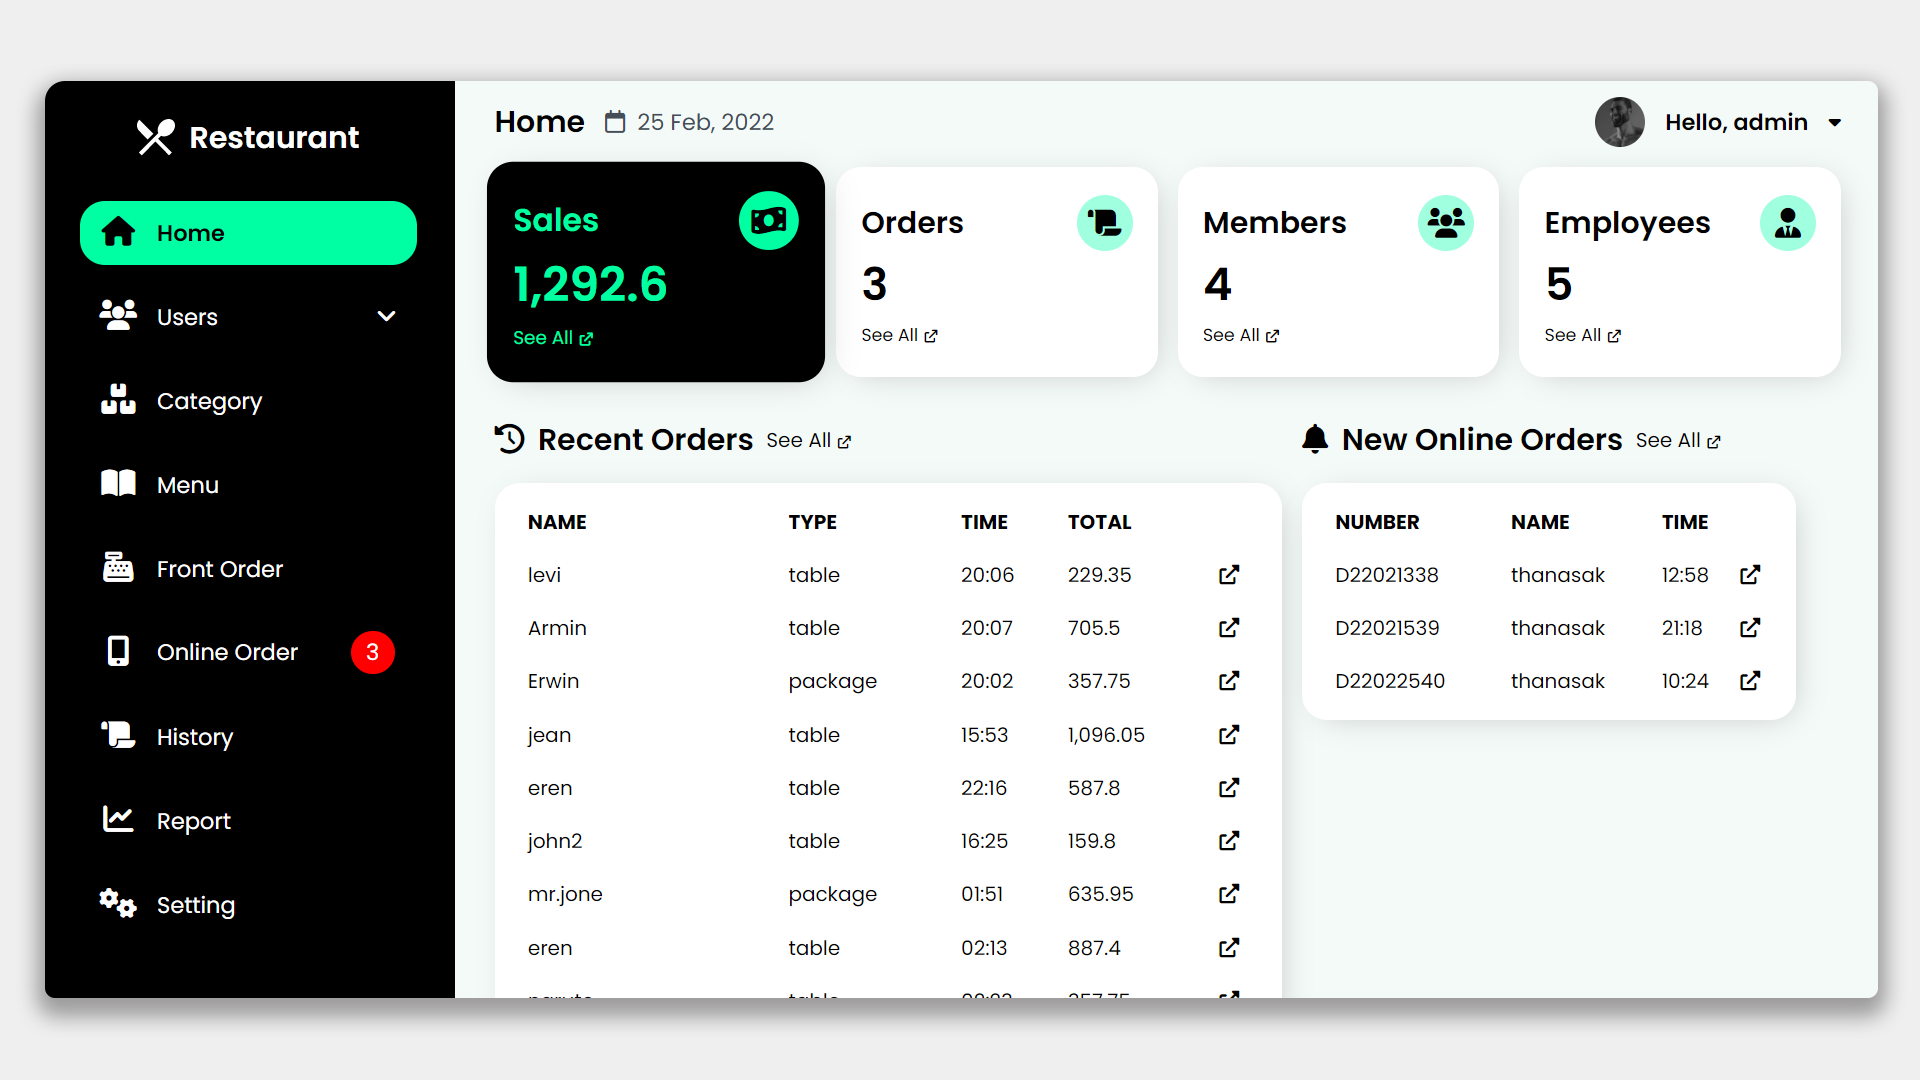 Restaurant
Home
Users
Category
Menu
Front Order
Online Order 3
History
Report
Setting
Home 25 Feb, 2022
Hello, admin
Sales
1,292.6
See All
Orders
3
See All
Members
4
See All
Employees
5
See All
Recent Orders See All
NAME TYPE TIME TOTAL
levi table 20:06 229.35
Armin table 20:07 705.5
Erwin package 20:02 357.75
jean table 15:53 1,096.05
eren table 22:16 587.8
john2 table 16:25 159.8
mr.jone package 01:51 635.95
eren table 02:13 887.4
New Online Orders See All
NUMBER NAME TIME
D22021338 thanasak 12:58
D22021539 thanasak 21:18
D22022540 thanasak 10:24